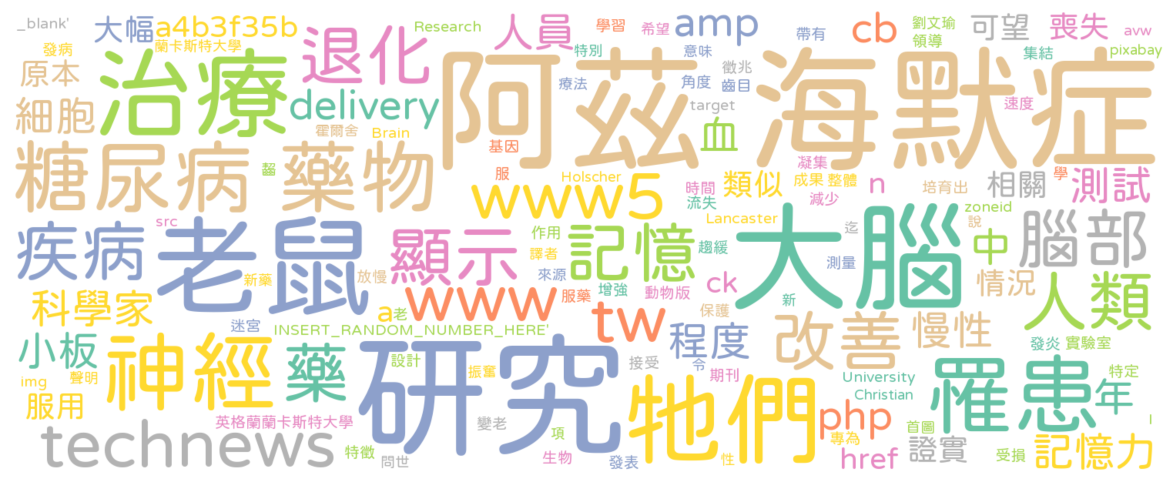 _blank'
大幅
a4b3f35b
退化
Research
人員
學習
希望
amp
帶有
cb
劉文瑜
領導
可望
喪失
avw
發病
蘭卡斯特大學
特別
意味
徵兆
集結
pixabay
原本
治療
阿茲海默症
療法
角度
齒目
細胞
delivery
target
速度
霍爾舍
Brain
血
基因
凝集
糖尿病
藥物
齧
服
Holscher
www5
時間
流失
類似
成果
整體
減少
n
培育出
相關
學
測試
疾病
src
老鼠
顯示
作用
譯者
來源
記憶
Lancaster
趨緩
大腦
迄
zoneid
說
中
腦部
新藥
放慢
www
服藥
增強
動物版
ck
測量
新
情況
人類
科學家
迷宮
a
老
INSERT_RANDOM_NUMBER_HERE'
tw
保護
程度
令
改善
慢性
發炎
實驗室
小板
神經
藥
設計
研究
振奮
接受
期刊
牠們
University
Christian
罹患
特定
年
img
聲明
服用
英格蘭蘭卡斯特大學
變老
項
php
首圖
l
technews
特徵
問世
生物
發表
性
專為
href
證實
受損
記憶力